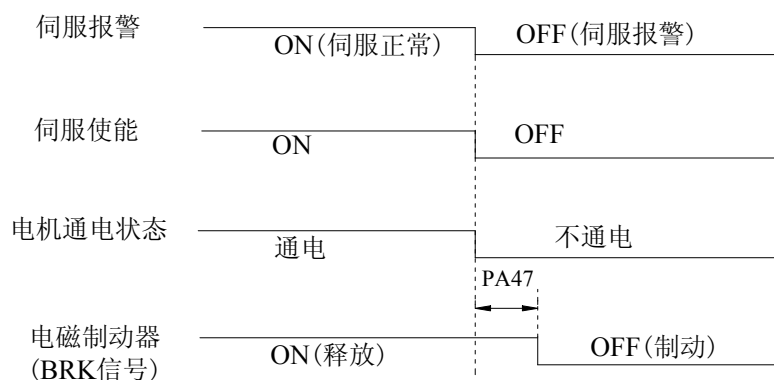 伺服报警
ON(伺服正常)
OFF(伺服报警)
伺服使能
ON
OFF
电机通电状态
通电
不通电
PA47
电磁制动器
(BRK信号)
ON(释放)
OFF(制动)